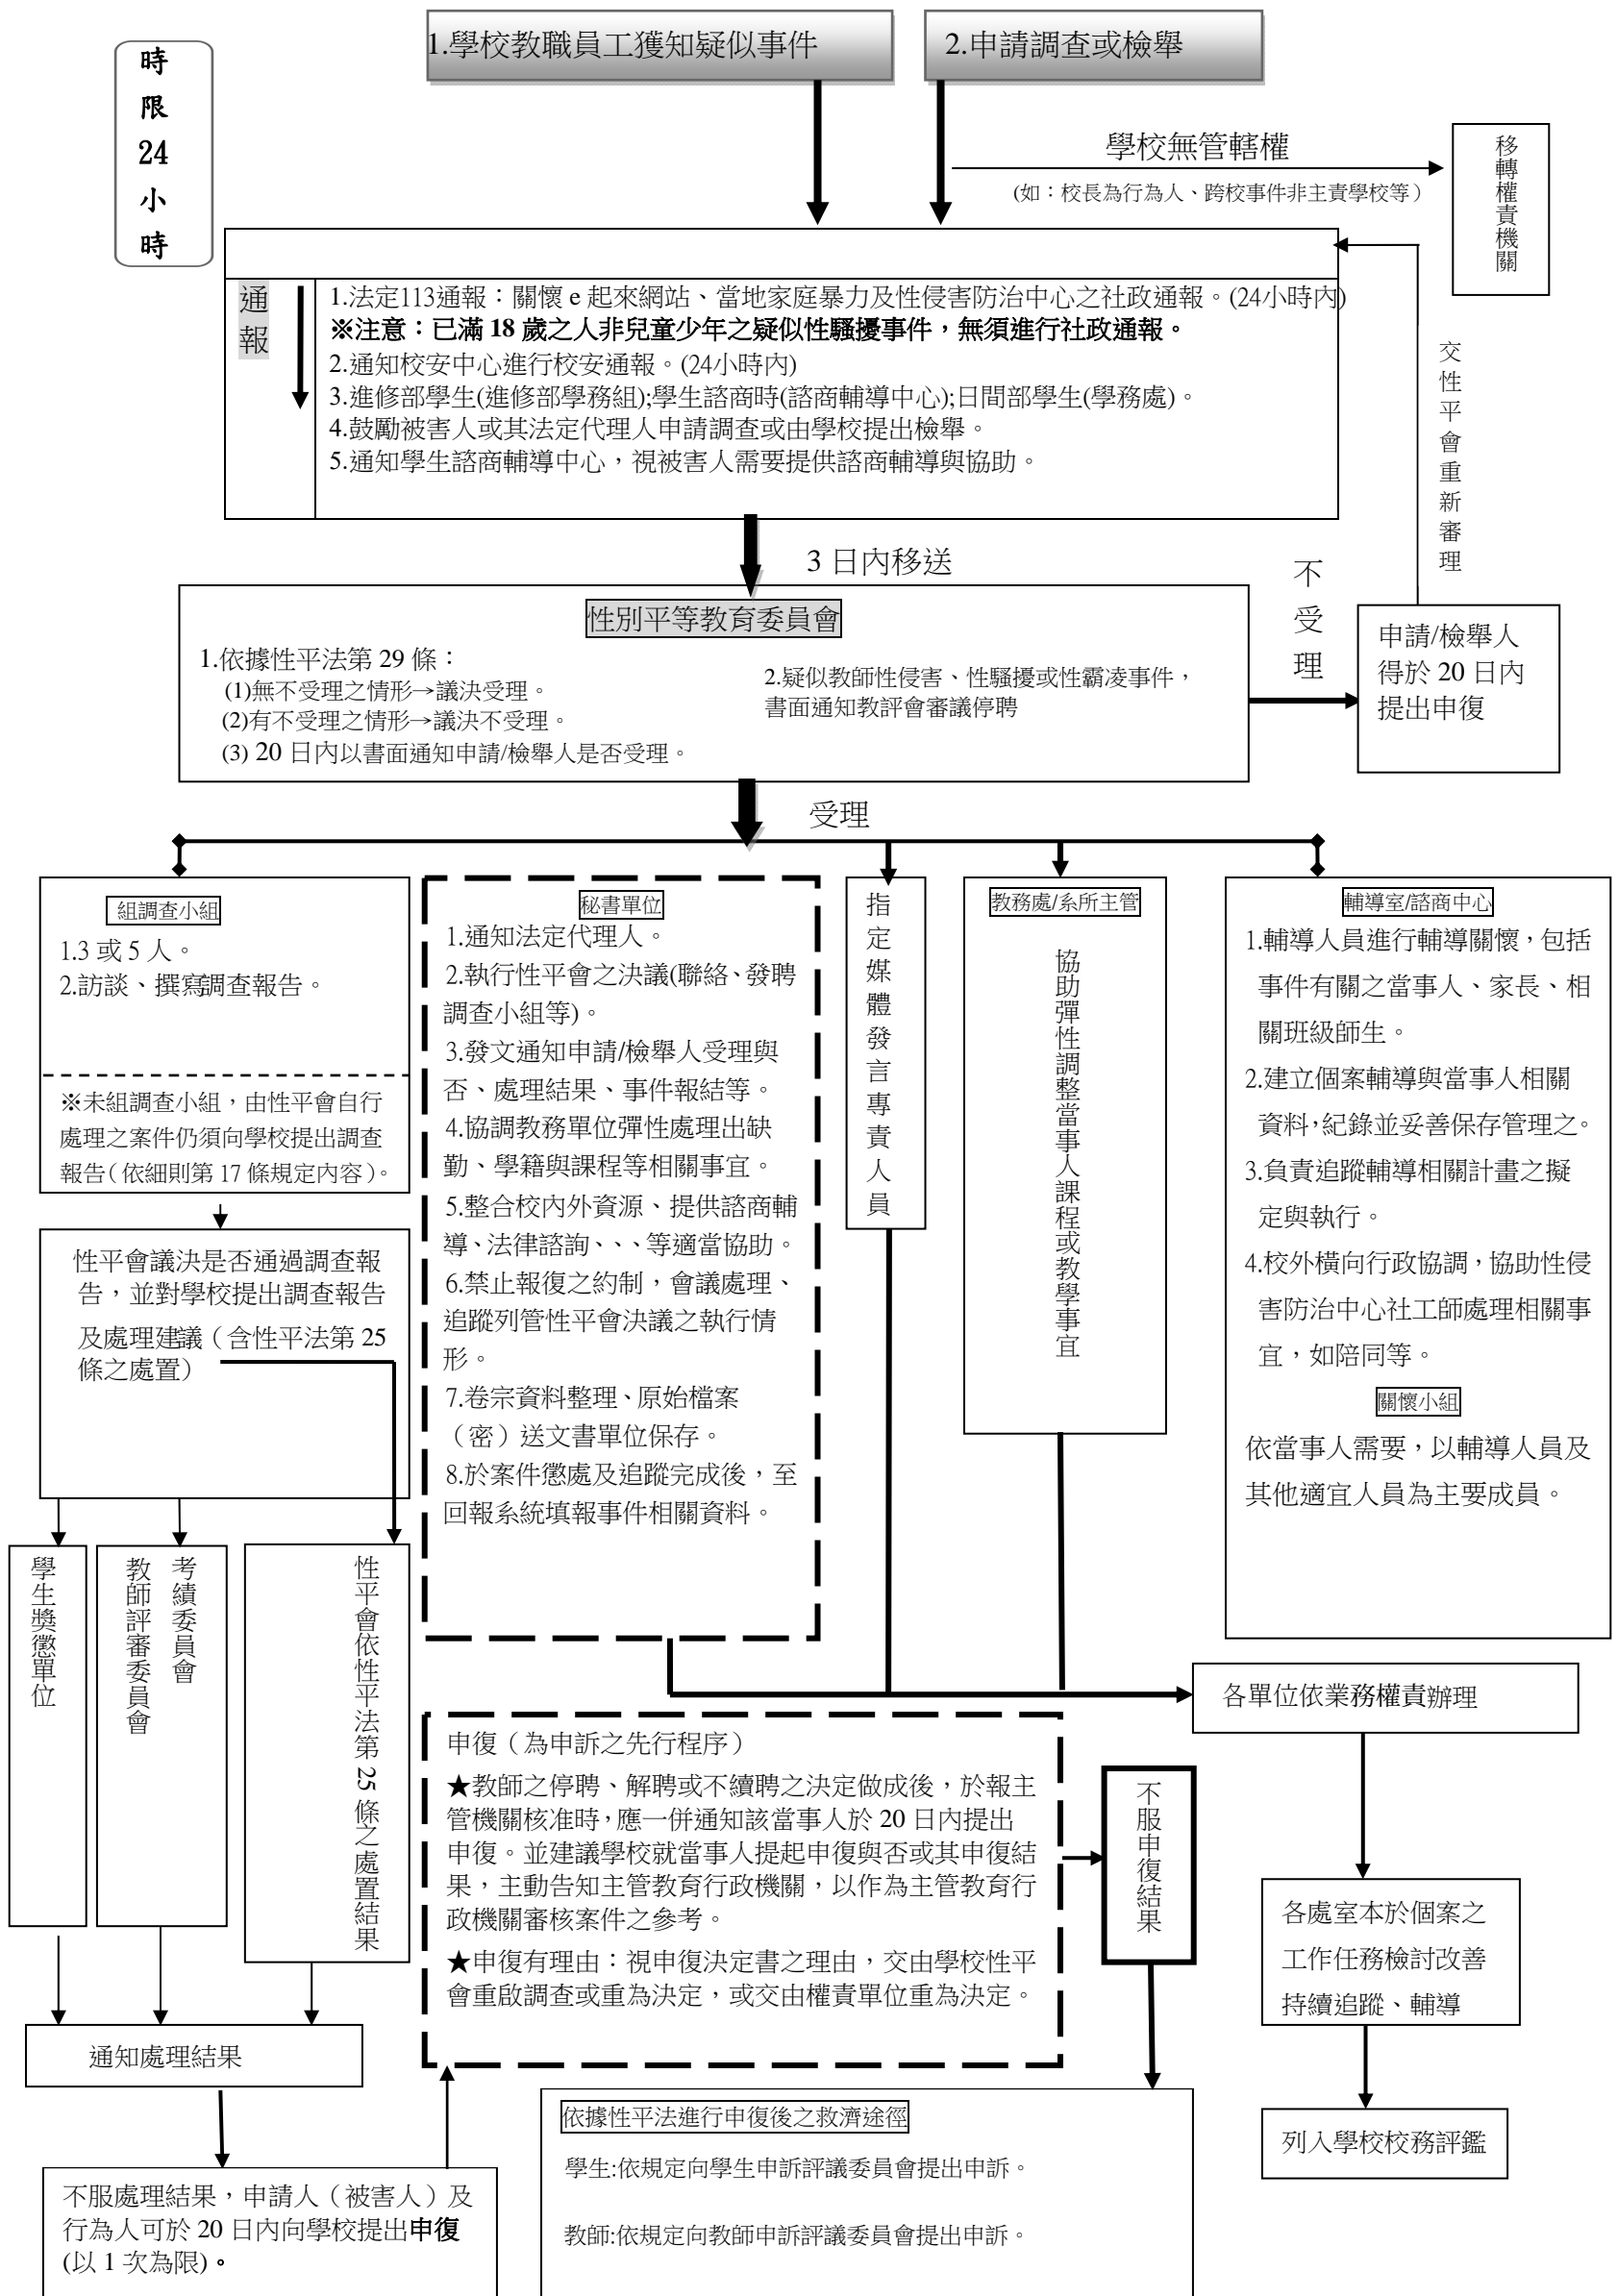 1.學校教職員工獲知疑似事件
2.申請調查或檢舉
時
限
24
小
時
學校無管轄權
(如：校長為行為人、跨校事件非主責學校等）
移轉權責機關
通
報
1.法定113通報：關懷 e 起來網站、當地家庭暴力及性侵害防治中心之社政通報。(24小時內)
※注意：已滿 18 歲之人非兒童少年之疑似性騷擾事件，無須進行社政通報。
2.通知校安中心進行校安通報。(24小時內)
3.進修部學生(進修部學務組);學生諮商時(諮商輔導中心);日間部學生(學務處)。
4.鼓勵被害人或其法定代理人申請調查或由學校提出檢舉。
5.通知學生諮商輔導中心，視被害人需要提供諮商輔導與協助。
交性平會重新審理
3 日內移送
不
受
理
性別平等教育委員會
1.依據性平法第 29 條：
(1)無不受理之情形→議決受理。
(2)有不受理之情形→議決不受理。
(3) 20 日內以書面通知申請/檢舉人是否受理。
2.疑似教師性侵害、性騷擾或性霸凌事件，
書面通知教評會審議停聘
申請/檢舉人
得於 20 日內
提出申復
受理
組調查小組
1.3 或 5 人。
2.訪談、撰寫調查報告。
※未組調查小組，由性平會自行
處理之案件仍須向學校提出調查
報告（依細則第 17 條規定內容）。
性平會議決是否通過調查報
告，並對學校提出調查報告
及處理建議（含性平法第 25
條之處置）
秘書單位
1.通知法定代理人。
2.執行性平會之決議(聯絡、發聘
調查小組等)。
3.發文通知申請/檢舉人受理與
否、處理結果、事件報結等。
4.協調教務單位彈性處理出缺
勤、學籍與課程等相關事宜。
5.整合校內外資源、提供諮商輔
導、法律諮詢、、、等適當協助。
6.禁止報復之約制，會議處理、
追蹤列管性平會決議之執行情
形。
7.卷宗資料整理、原始檔案
（密）送文書單位保存。
8.於案件懲處及追蹤完成後，至
回報系統填報事件相關資料。
指定媒體發言專責人員
教務處/系所主管
協助彈性調整當事人課程或教學事宜
輔導室/諮商中心
1.輔導人員進行輔導關懷，包括
事件有關之當事人、家長、相
關班級師生。
2.建立個案輔導與當事人相關
資料，紀錄並妥善保存管理之。
3.負責追蹤輔導相關計畫之擬
定與執行。
4.校外橫向行政協調，協助性侵
害防治中心社工師處理相關事
宜，如陪同等。
關懷小組
依當事人需要，以輔導人員及
其他適宜人員為主要成員。
學生獎懲單位
考績委員會
教師評審委員會
性平會依性平法第 25 條之處置結果
各單位依業務權責辦理
申復（為申訴之先行程序）
★教師之停聘、解聘或不續聘之決定做成後，於報主
管機關核准時，應一併通知該當事人於 20 日內提出
申復。並建議學校就當事人提起申復與否或其申復結
果，主動告知主管教育行政機關，以作為主管教育行
政機關審核案件之參考。
★申復有理由：視申復決定書之理由，交由學校性平
會重啟調查或重為決定，或交由權責單位重為決定。
不服申復結果
各處室本於個案之
工作任務檢討改善
持續追蹤、輔導
通知處理結果
列入學校校務評鑑
依據性平法進行申復後之救濟途徑
學生:依規定向學生申訴評議委員會提出申訴。
教師:依規定向教師申訴評議委員會提出申訴。
不服處理結果，申請人（被害人）及
行為人可於 20 日內向學校提出申復
(以 1 次為限)。